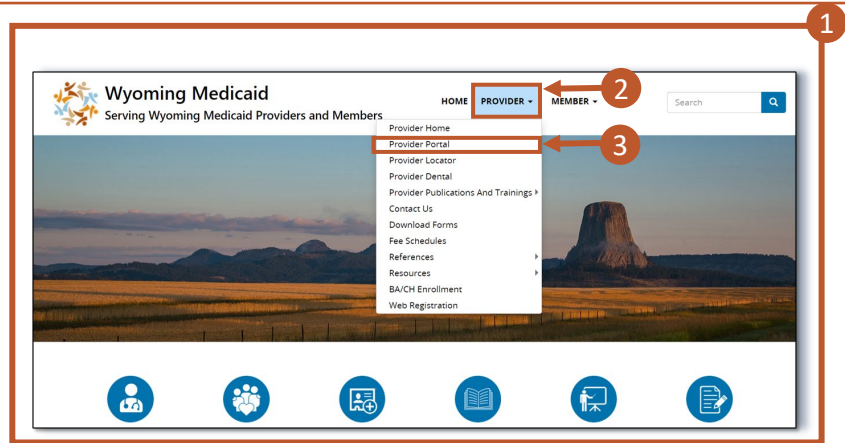 1
Wyoming Medicaid
Serving Wyoming Medicaid Providers and Members
HOME PROVIDER MEMBER
2
Search
Provider Home
Provider Portal
3
Provider Locator
Provider Dental
Provider Publications And Trainings
Contact Us
Download Forms
Fee Schedules
References
Resources
BA/CH Enrollment
Web Registration